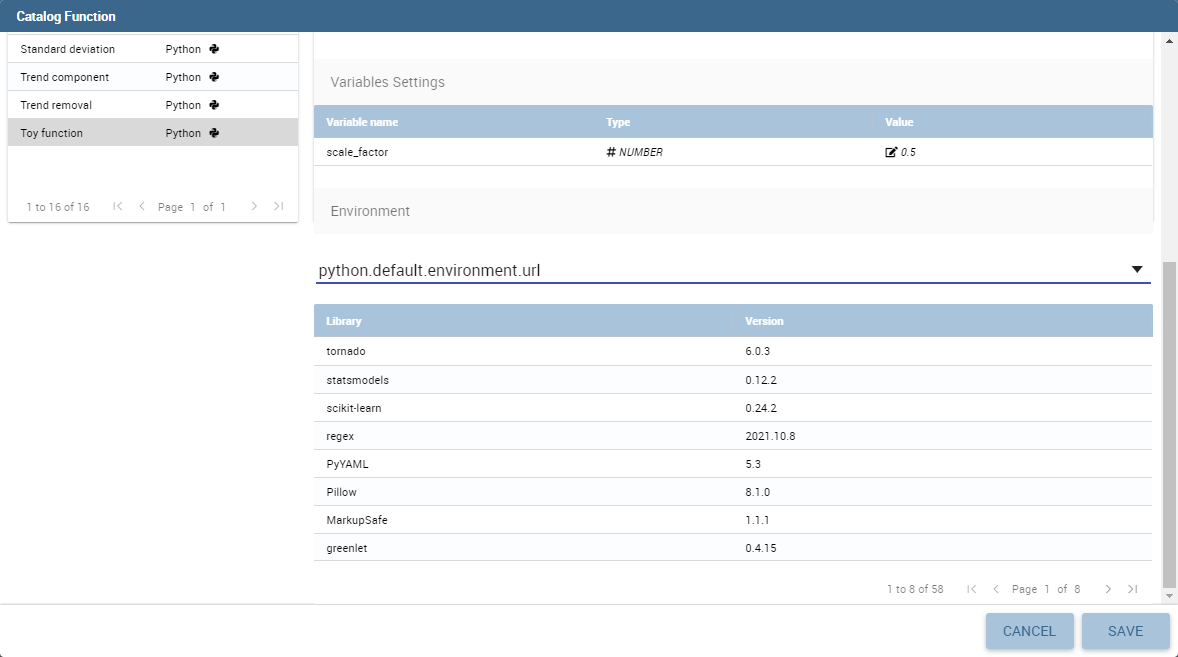 Catalog Function
Standard deviation Python
Trend component Python
Trend removal Python
Toy function Python
1 to 16 of 16 Page 1 of 1
Variables Settings
Variable name Type Value
scale_factor # NUMBER 0.5
Environment
python.default.environment.url
Library Version
tornado 6.0.3
statsmodels 0.12.2
scikit-learn 0.24.2
regex 2021.10.8
PyYAML 5.3
Pillow 8.1.0
MarkupSafe 1.1.1
greenlet 0.4.15
1 to 8 of 58 Page 1 of 8
CANCEL SAVE